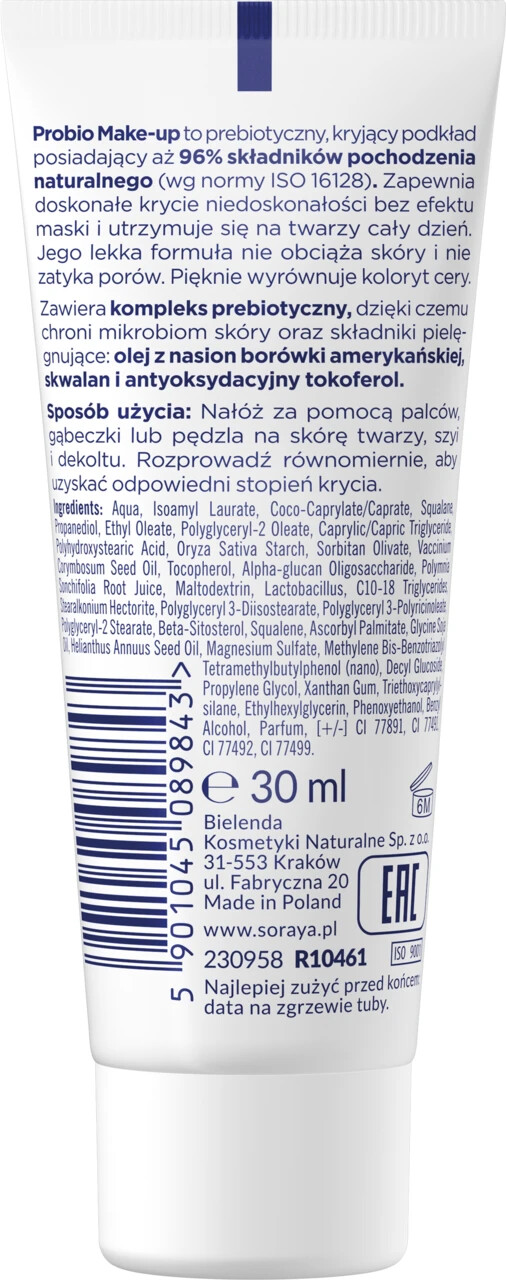 Probio Make-up to prebiotyczny, kryjący podkład
posiadający aż 96% składników pochodzenia
naturalnego (wg normy ISO 16128). Zapewnia
doskonałe krycie niedoskonałości bez efektu
maski i utrzymuje się na twarzy cały dzień.
Jego lekka formuła nie obciąża skóry i nie
zatyka porów. Pięknie wyrównuje koloryt cery.
Zawiera kompleks prebiotyczny, dzięki czemu
chroni mikrobiom skóry oraz składniki pielę-
gnujące: olej z nasion borówki amerykańskiej,
skwalan i antyoksydacyjny tokoferol.
Sposób użycia: Nałóż za pomocą palców,
gąbeczki lub pędzla na skórę twarzy, szyi
i dekoltu. Rozprowadź równomiernie, aby
uzyskać odpowiedni stopień krycia.
Ingredients: Aqua, Isoamyl Laurate, Coco-Caprylate/Caprate, Squalane,
Propanediol, Ethyl Oleate, Polyglyceryl-2 Oleate, Caprylic/Capric Triglyceride,
Polyhydroxystearic Acid, Oryza Sativa Starch, Sorbitan Olivate, Vaccinium
Corymbosum Seed Oil, Tocopherol, Alpha-glucan Oligosaccharide, Polymnia
Sonchifolia Root Juice, Maltodextrin, Lactobacillus, C10-18 Triglycerides,
Stearalkonium Hectorite, Polyglyceryl 3-Diisostearate, Polyglyceryl 3-Polyricinoleate,
Polyglyceryl-2 Stearate, Beta-Sitosterol, Squalene, Ascorbyl Palmitate, Glycine Soja
Oil, Helianthus Annuus Seed Oil, Magnesium Sulfate, Methylene Bis-Benzotriazolyl
Tetramethylbutylphenol (nano), Decyl Glucoside,
Propylene Glycol, Xanthan Gum, Triethoxycapryly-
silane, Ethylhexylglycerin, Phenoxyethanol, Benzyl
Alcohol, Parfum, [+/-] CI 77891, CI 77492,
CI 77492, CI 77499.
5 901045 089843 >
℮ 30 ml
6M
Bielenda
Kosmetyki Naturalne Sp. z o.o.
31-553 Kraków
ul. Fabryczna 20
Made in Poland
EAC
www.soraya.pl
230958 R10461
ISO 9001
Najlepiej zużyć przed końcem:
data na zgrzewie tuby.